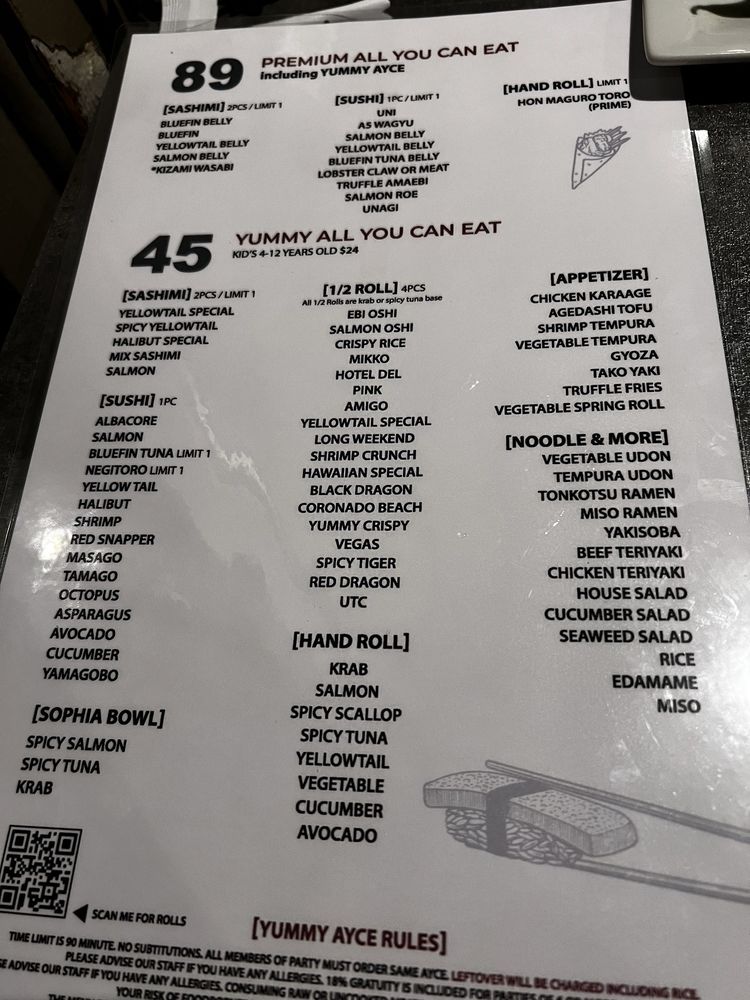 89 PREMIUM ALL YOU CAN EAT
including YUMMY AYCE
[SASHIMI] 2PCS / LIMIT 1
BLUEFIN BELLY
BLUEFIN
YELLOWTAIL BELLY
SALMON BELLY
*KIZAMI WASABI
[SUSHI] 1PC / LIMIT 1
UNI
A5 WAGYU
SALMON BELLY
YELLOWTAIL BELLY
BLUEFIN TUNA BELLY
LOBSTER CLAW OR MEAT
TRUFFLE AMAEBI
SALMON ROE
UNAGI
[HAND ROLL] LIMIT 1
HON MAGURO TORO
(PRIME)
45 YUMMY ALL YOU CAN EAT
KID'S 4-12 YEARS OLD $24
[SASHIMI] 2PCS / LIMIT 1
YELLOWTAIL SPECIAL
SPICY YELLOWTAIL
HALIBUT SPECIAL
MIX SASHIMI
SALMON
[SUSHI] 1PC
ALBACORE
SALMON
BLUEFIN TUNA LIMIT 1
NEGITORO LIMIT 1
YELLOW TAIL
HALIBUT
SHRIMP
RED SNAPPER
MASAGO
TAMAGO
OCTOPUS
ASPARAGUS
AVOCADO
CUCUMBER
YAMAGOBO
[SOPHIA BOWL]
SPICY SALMON
SPICY TUNA
KRAB
[1/2 ROLL] 4PCS
All 1/2 Rolls are krab or spicy tuna base
EBI OSHI
SALMON OSHI
CRISPY RICE
MIKKO
HOTEL DEL
PINK
AMIGO
YELLOWTAIL SPECIAL
LONG WEEKEND
SHRIMP CRUNCH
HAWAIIAN SPECIAL
BLACK DRAGON
CORONADO BEACH
YUMMY CRISPY
VEGAS
SPICY TIGER
RED DRAGON
UTC
[HAND ROLL]
KRAB
SALMON
SPICY SCALLOP
SPICY TUNA
YELLOWTAIL
VEGETABLE
CUCUMBER
AVOCADO
[APPETIZER]
CHICKEN KARAAGE
AGEDASHI TOFU
SHRIMP TEMPURA
VEGETABLE TEMPURA
GYOZA
TAKO YAKI
TRUFFLE FRIES
VEGETABLE SPRING ROLL
[NOODLE & MORE]
VEGETABLE UDON
TEMPURA UDON
TONKOTSU RAMEN
MISO RAMEN
YAKISOBA
BEEF TERIYAKI
CHICKEN TERIYAKI
HOUSE SALAD
CUCUMBER SALAD
SEAWEED SALAD
RICE
EDAMAME
MISO
SCAN ME FOR ROLLS
[YUMMY AYCE RULES]
TIME LIMIT IS 90 MINUTE. NO SUBTITUTIONS. ALL MEMBERS OF PARTY MUST ORDER SAME AYCE. LEFTOVER WILL BE CHARGED INCLUDING RICE.
PLEASE ADVISE OUR STAFF IF YOU HAVE ANY ALLERGIES. 18% GRATUITY IS INCLUDED FOR PARTIES OF
ADVISE OUR STAFF IF YOU HAVE ANY ALLERGIES. CONSUMING RAW OR
YOUR RISK OF